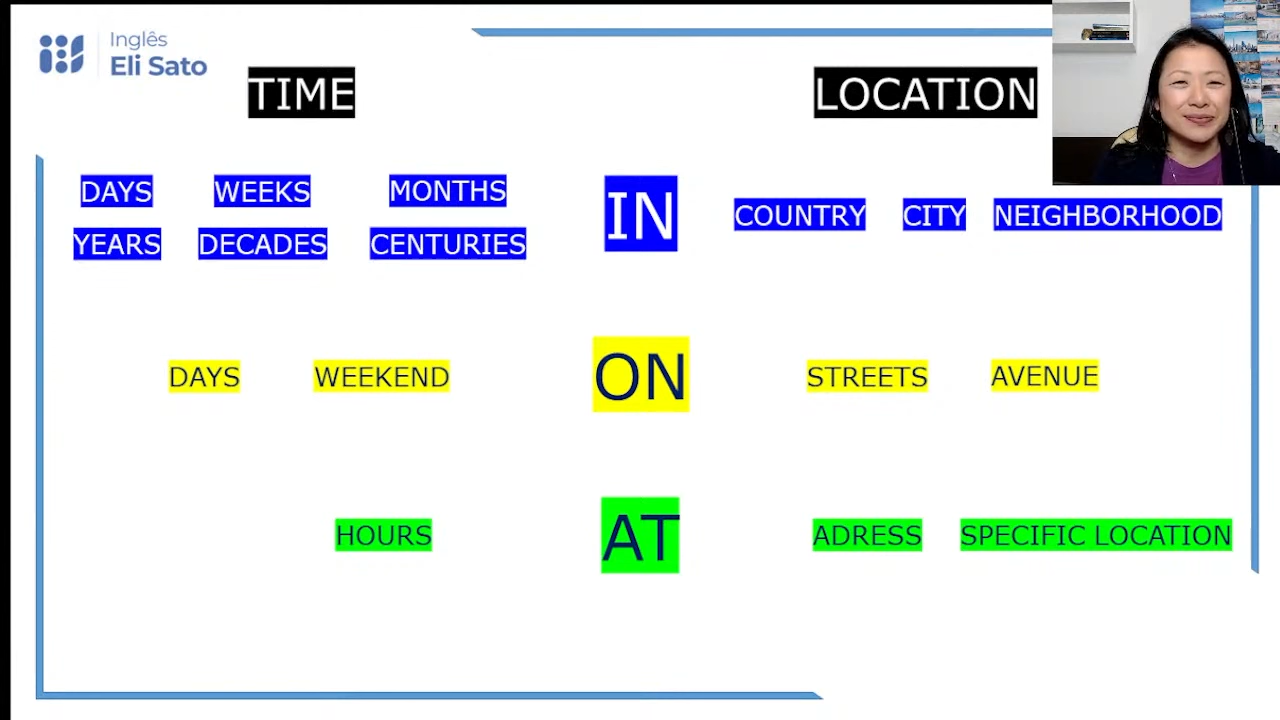 Inglês
Eli Sato
TIME LOCATION
DAYS WEEKS MONTHS
YEARS DECADES CENTURIES
IN
COUNTRY CITY NEIGHBORHOOD
DAYS WEEKEND ON STREETS AVENUE
HOURS AT ADRESS SPECIFIC LOCATION